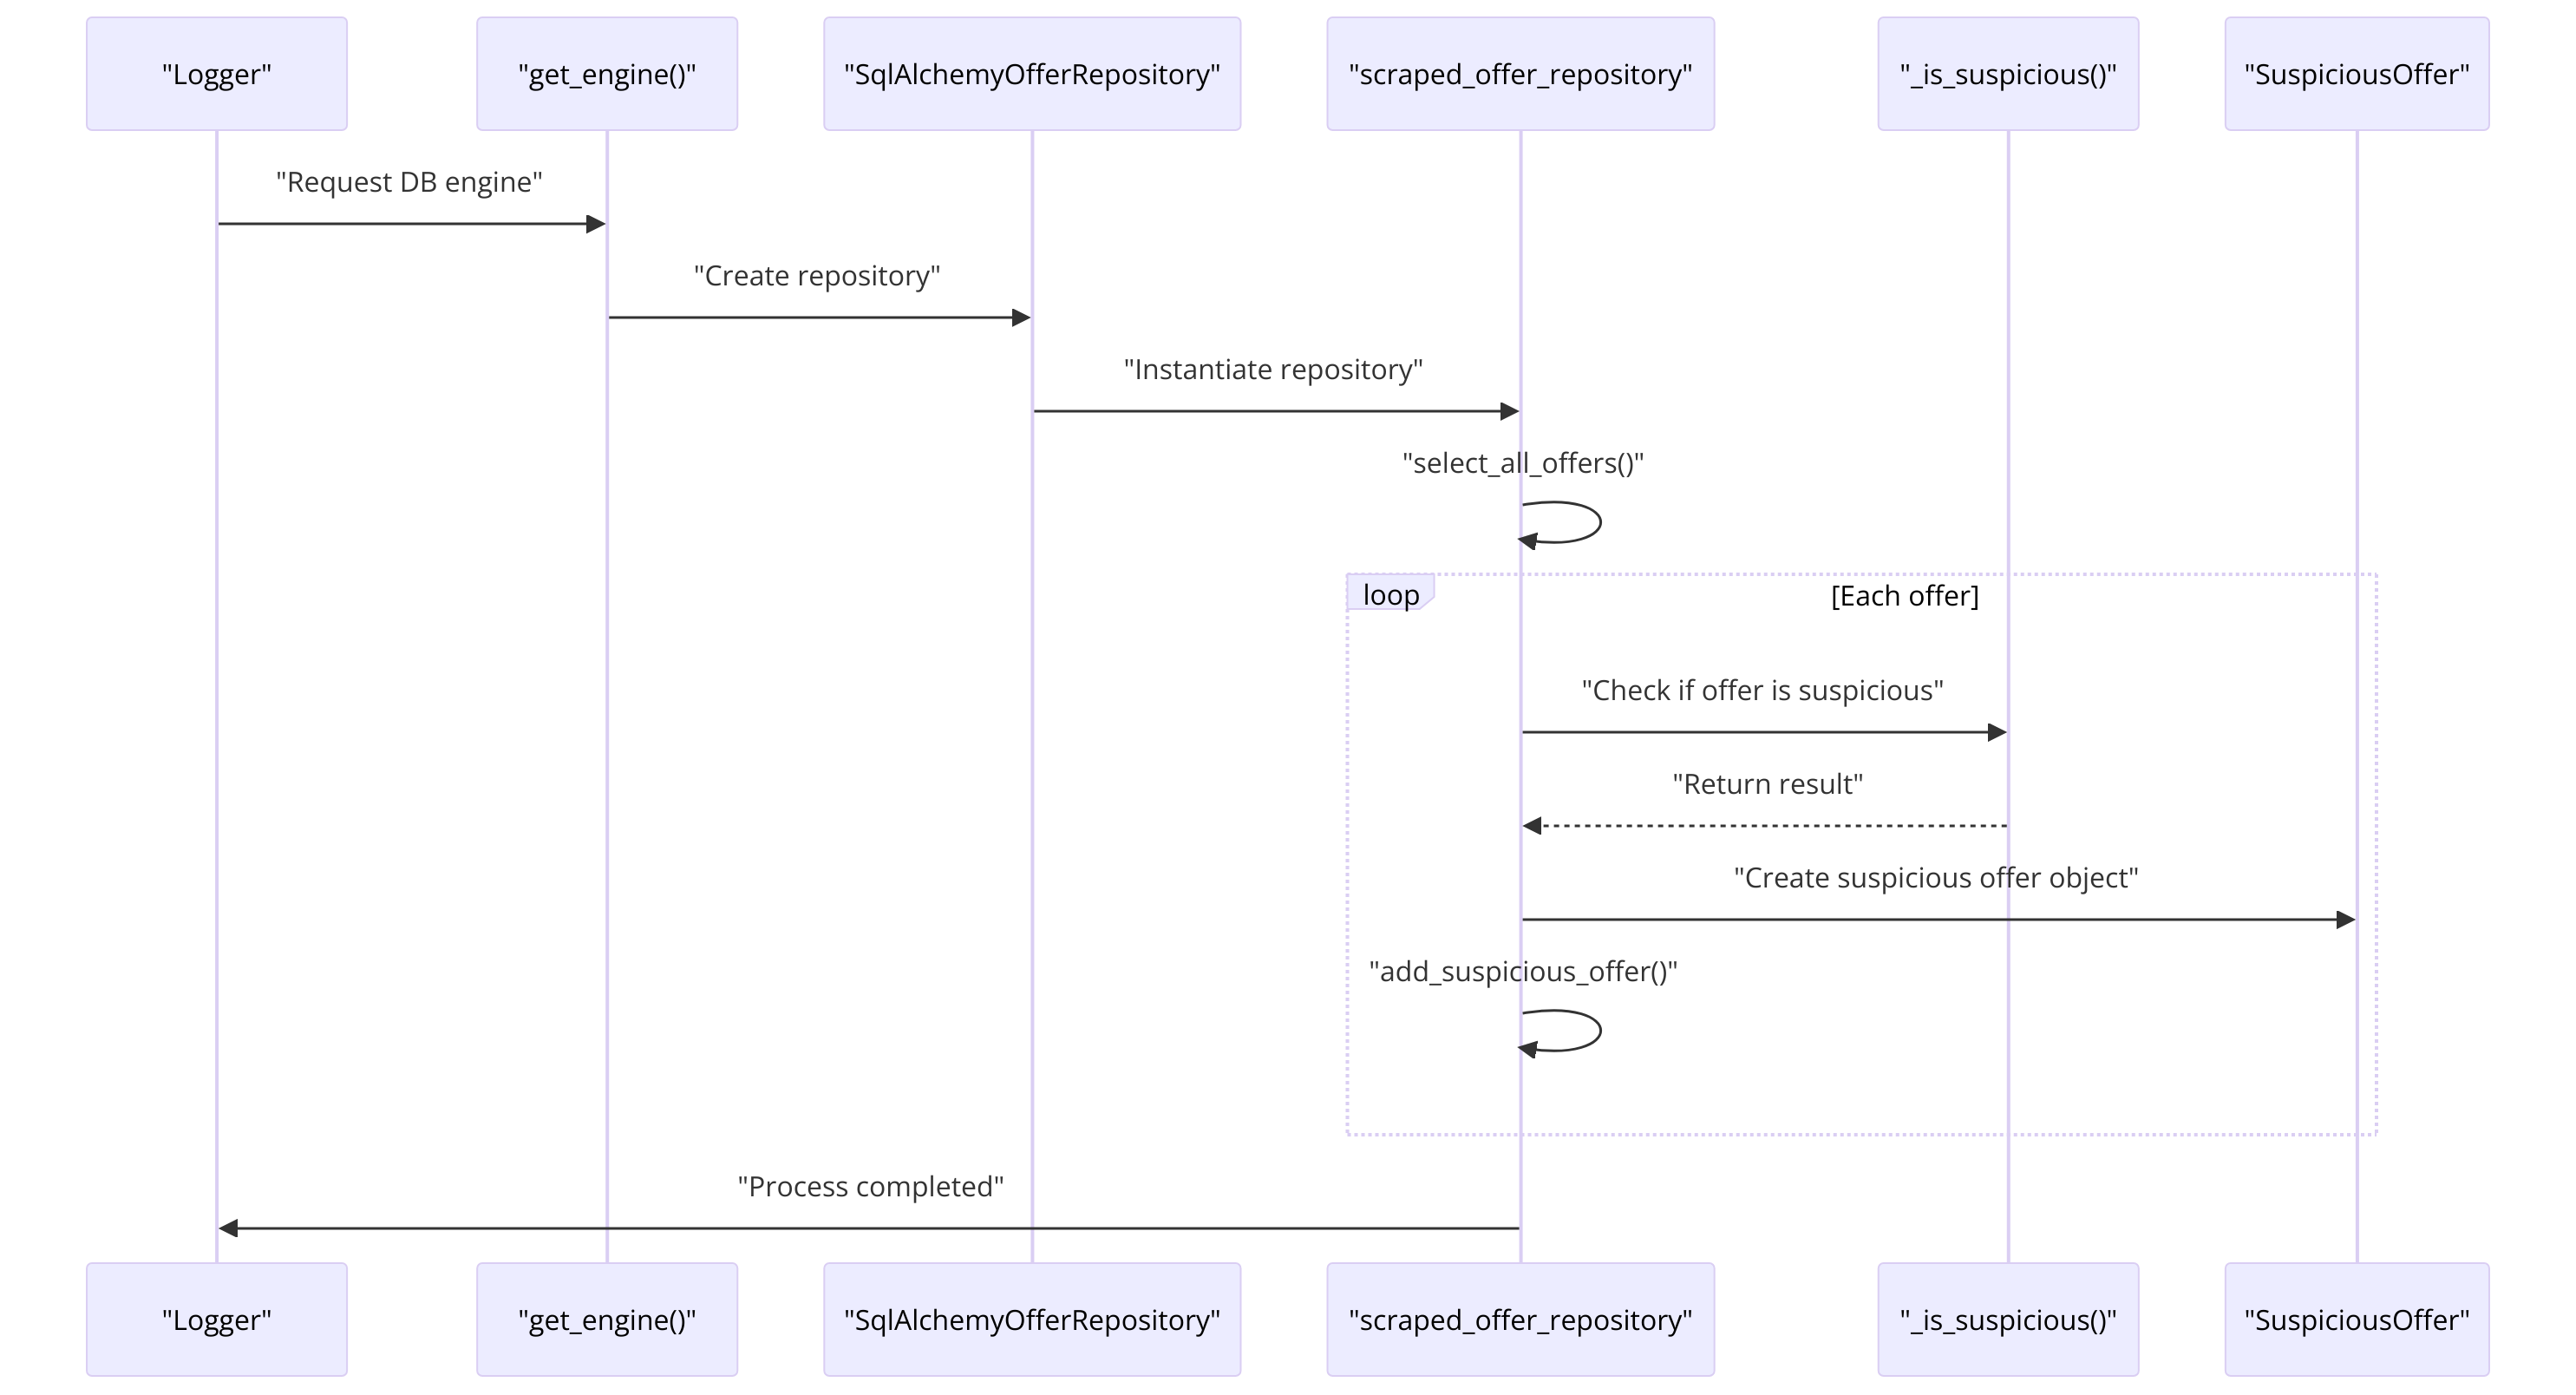 "Logger"
"get_engine()"
"SqlAlchemyOfferRepository"
"scraped_offer_repository"
"_is_suspicious()"
"SuspiciousOffer"
"Request DB engine"
"Create repository"
"Instantiate repository"
"select_all_offers()"
loop
[Each offer]
"Check if offer is suspicious"
"Return result"
"Create suspicious offer object"
"add_suspicious_offer()"
"Process completed"
"Logger"
"get_engine()"
"SqlAlchemyOfferRepository"
"scraped_offer_repository"
"_is_suspicious()"
"SuspiciousOffer"